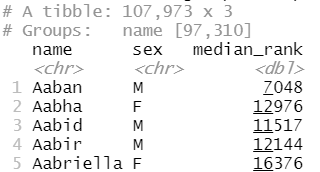 # A tibble: 107,973 x 3
# Groups:   name [97,310]
name sex median_rank
<chr> <chr> <dbl>
1 Aaban M 7048
2 Aabha F 12976
3 Aabid M 11517
4 Aabir M 12144
5 Aabriella F 16376